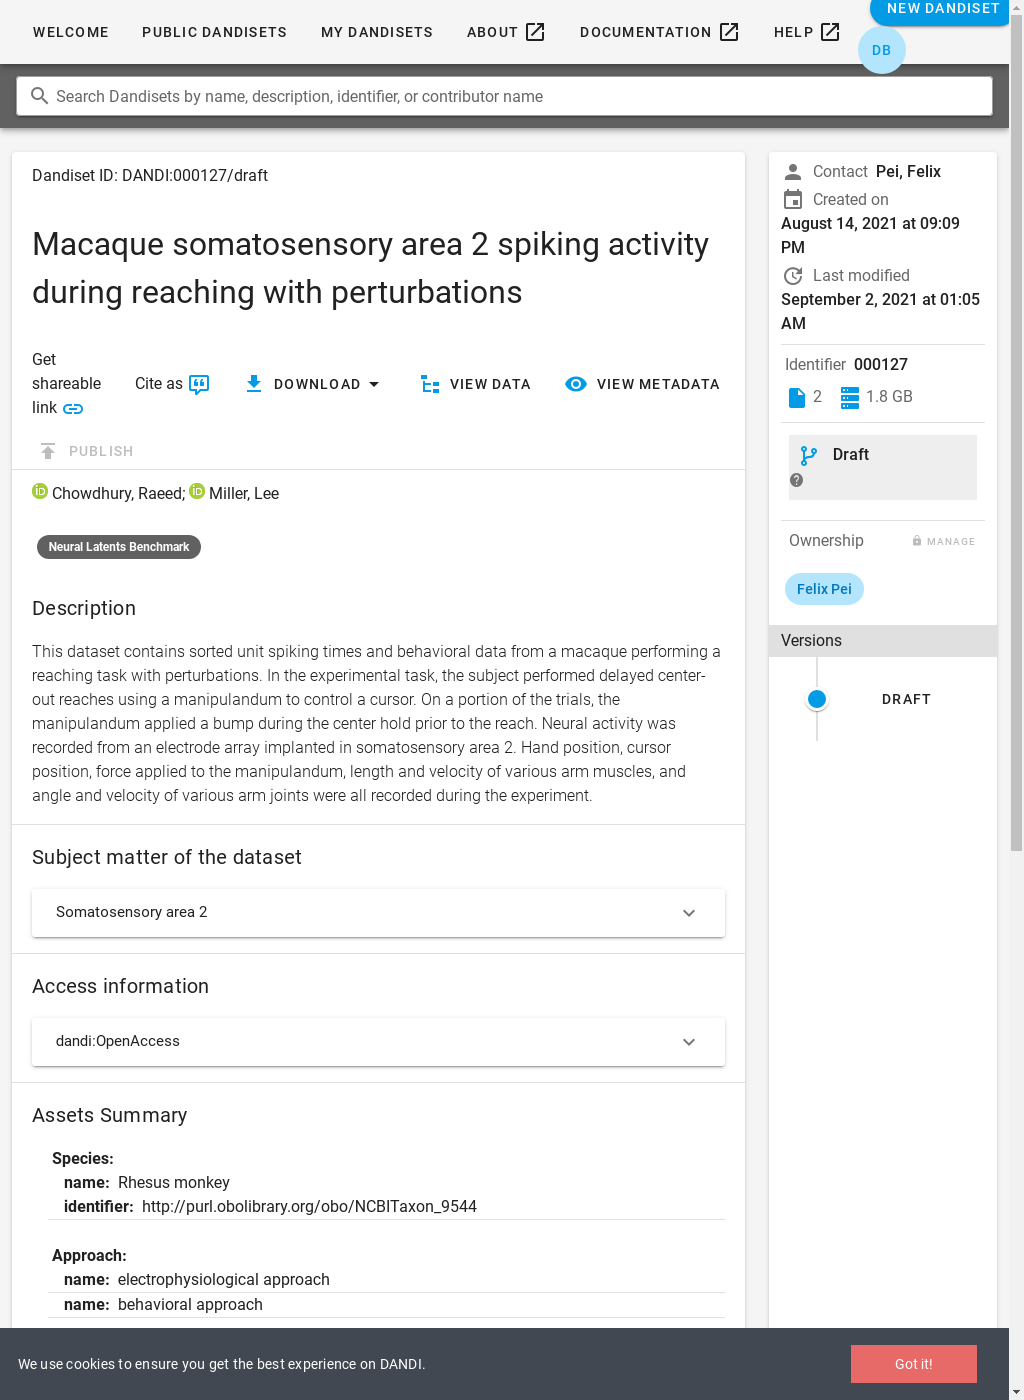 WELCOME PUBLIC DANDISETS MY DANDISETS ABOUT DOCUMENTATION HELP NEW DANDISET
DB
Search Dandisets by name, description, identifier, or contributor name
Dandiset ID: DANDI:000127/draft
Macaque somatosensory area 2 spiking activity
during reaching with perturbations
Get
shareable
link
Cite as
DOWNLOAD
VIEW DATA
VIEW METADATA
PUBLISH
Chowdhury, Raeed; Miller, Lee
Neural Latents Benchmark
Description
This dataset contains sorted unit spiking times and behavioral data from a macaque performing a
reaching task with perturbations. In the experimental task, the subject performed delayed center-
out reaches using a manipulandum to control a cursor. On a portion of the trials, the
manipulandum applied a bump during the center hold prior to the reach. Neural activity was
recorded from an electrode array implanted in somatosensory area 2. Hand position, cursor
position, force applied to the manipulandum, length and velocity of various arm muscles, and
angle and velocity of various arm joints were all recorded during the experiment.
Subject matter of the dataset
Somatosensory area 2
Access information
dandi:OpenAccess
Assets Summary
Species:
name: Rhesus monkey
identifier: http://purl.obolibrary.org/obo/NCBITaxon_9544
Approach:
name: electrophysiological approach
name: behavioral approach
Contact Pei, Felix
Created on
August 14, 2021 at 09:09
PM
Last modified
September 2, 2021 at 01:05
AM
Identifier 000127
2 1.8 GB
Draft
Ownership MANAGE
Felix Pei
Versions
DRAFT
We use cookies to ensure you get the best experience on DANDI.
Got it!